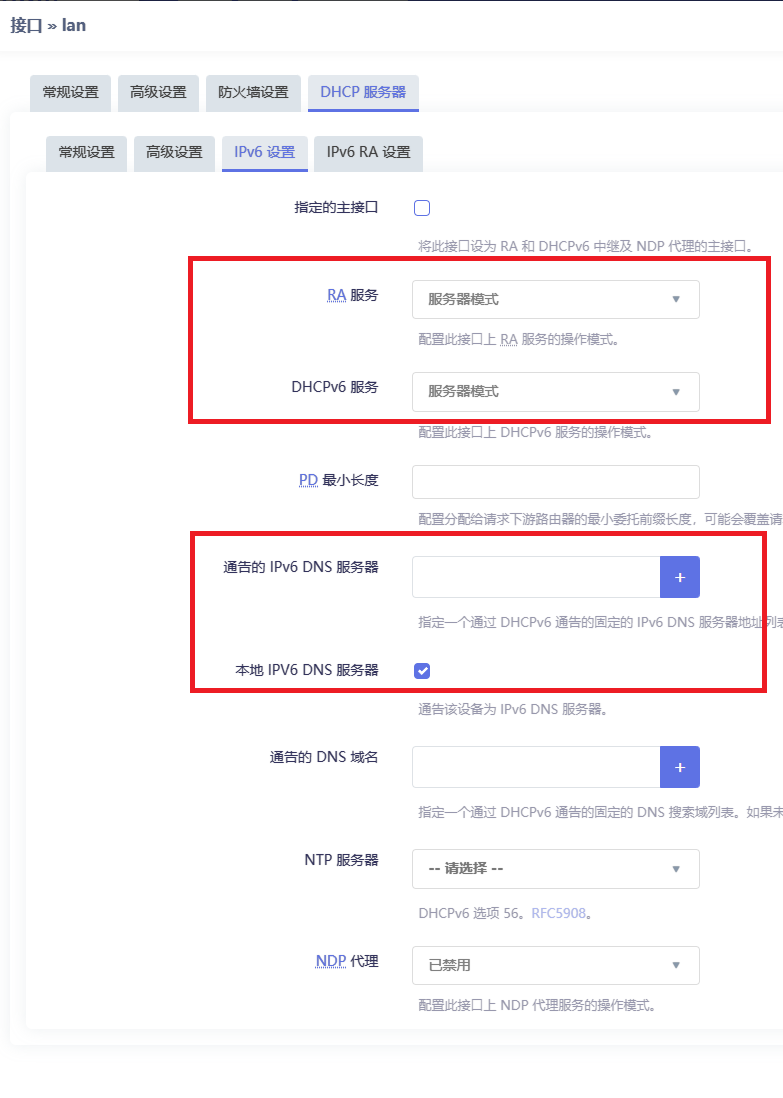 接口 » lan
常规设置 高级设置 防火墙设置 DHCP 服务器
常规设置 高级设置 IPv6 设置 IPv6 RA 设置
指定的主接口
将此接口设为 RA 和 DHCPv6 中继及 NDP 代理的主接口。
RA 服务 服务器模式
配置此接口上 RA 服务的操作模式。
DHCPv6 服务 服务器模式
配置此接口上 DHCPv6 服务的操作模式。
PD 最小长度
配置分配给请求下游路由器的最小委托前缀长度，可能会覆盖请
通告的 IPv6 DNS 服务器 +
指定一个通过 DHCPv6 通告的固定的 IPv6 DNS 服务器地址列表
本地 IPV6 DNS 服务器
通告该设备为 IPv6 DNS 服务器。
通告的 DNS 域名 +
指定一个通过 DHCPv6 通告的固定的 DNS 搜索域列表。如果未
NTP 服务器 -- 请选择 --
DHCPv6 选项 56。RFC5908。
NDP 代理 已禁用
配置此接口上 NDP 代理服务的操作模式。